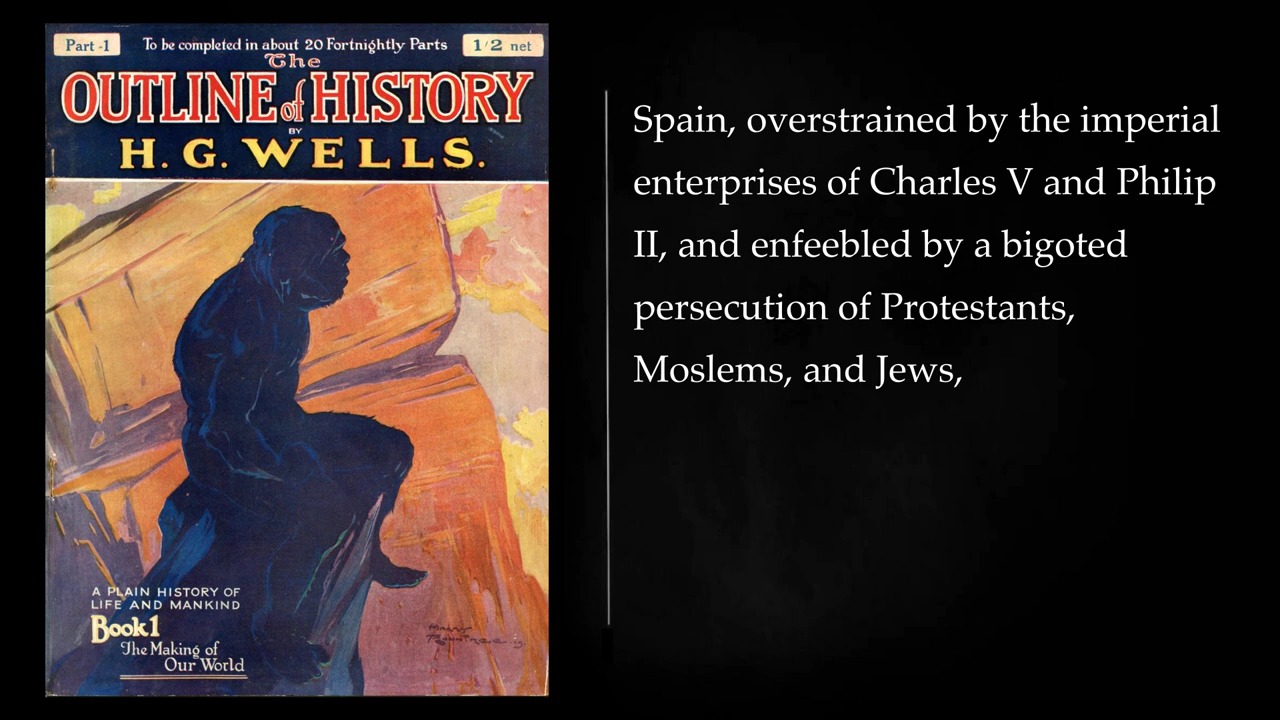 Part -1
To be completed in about 20 Fortnightly Parts
1/2 net
The
OUTLINE of HISTORY
BY
H. G. WELLS.
A PLAIN HISTORY OF
LIFE AND MANKIND
Book 1
The Making of
Our World
Spain, overstrained by the imperial
enterprises of Charles V and Philip
II, and enfeebled by a bigoted
persecution of Protestants,
Moslems, and Jews,